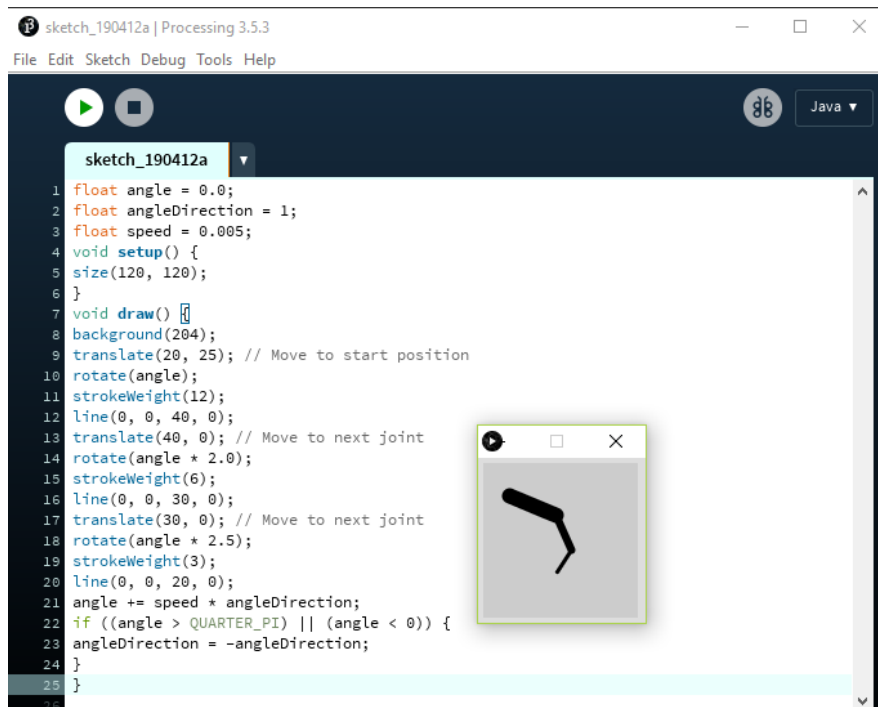 sketch_190412a | Processing 3.5.3
File Edit Sketch Debug Tools Help
Java ▼
sketch_190412a ▼
1 float angle = 0.0;
2 float angleDirection = 1;
3 float speed = 0.005;
4 void setup() {
5 size(120, 120);
6 }
7 void draw() {
8 background(204);
9 translate(20, 25); // Move to start position
10 rotate(angle);
11 strokeWeight(12);
12 line(0, 0, 40, 0);
13 translate(40, 0); // Move to next joint
14 rotate(angle * 2.0);
15 strokeWeight(6);
16 line(0, 0, 30, 0);
17 translate(30, 0); // Move to next joint
18 rotate(angle * 2.5);
19 strokeWeight(3);
20 line(0, 0, 20, 0);
21 angle += speed * angleDirection;
22 if ((angle > QUARTER_PI) || (angle < 0)) {
23 angleDirection = -angleDirection;
24 }
25 }
26